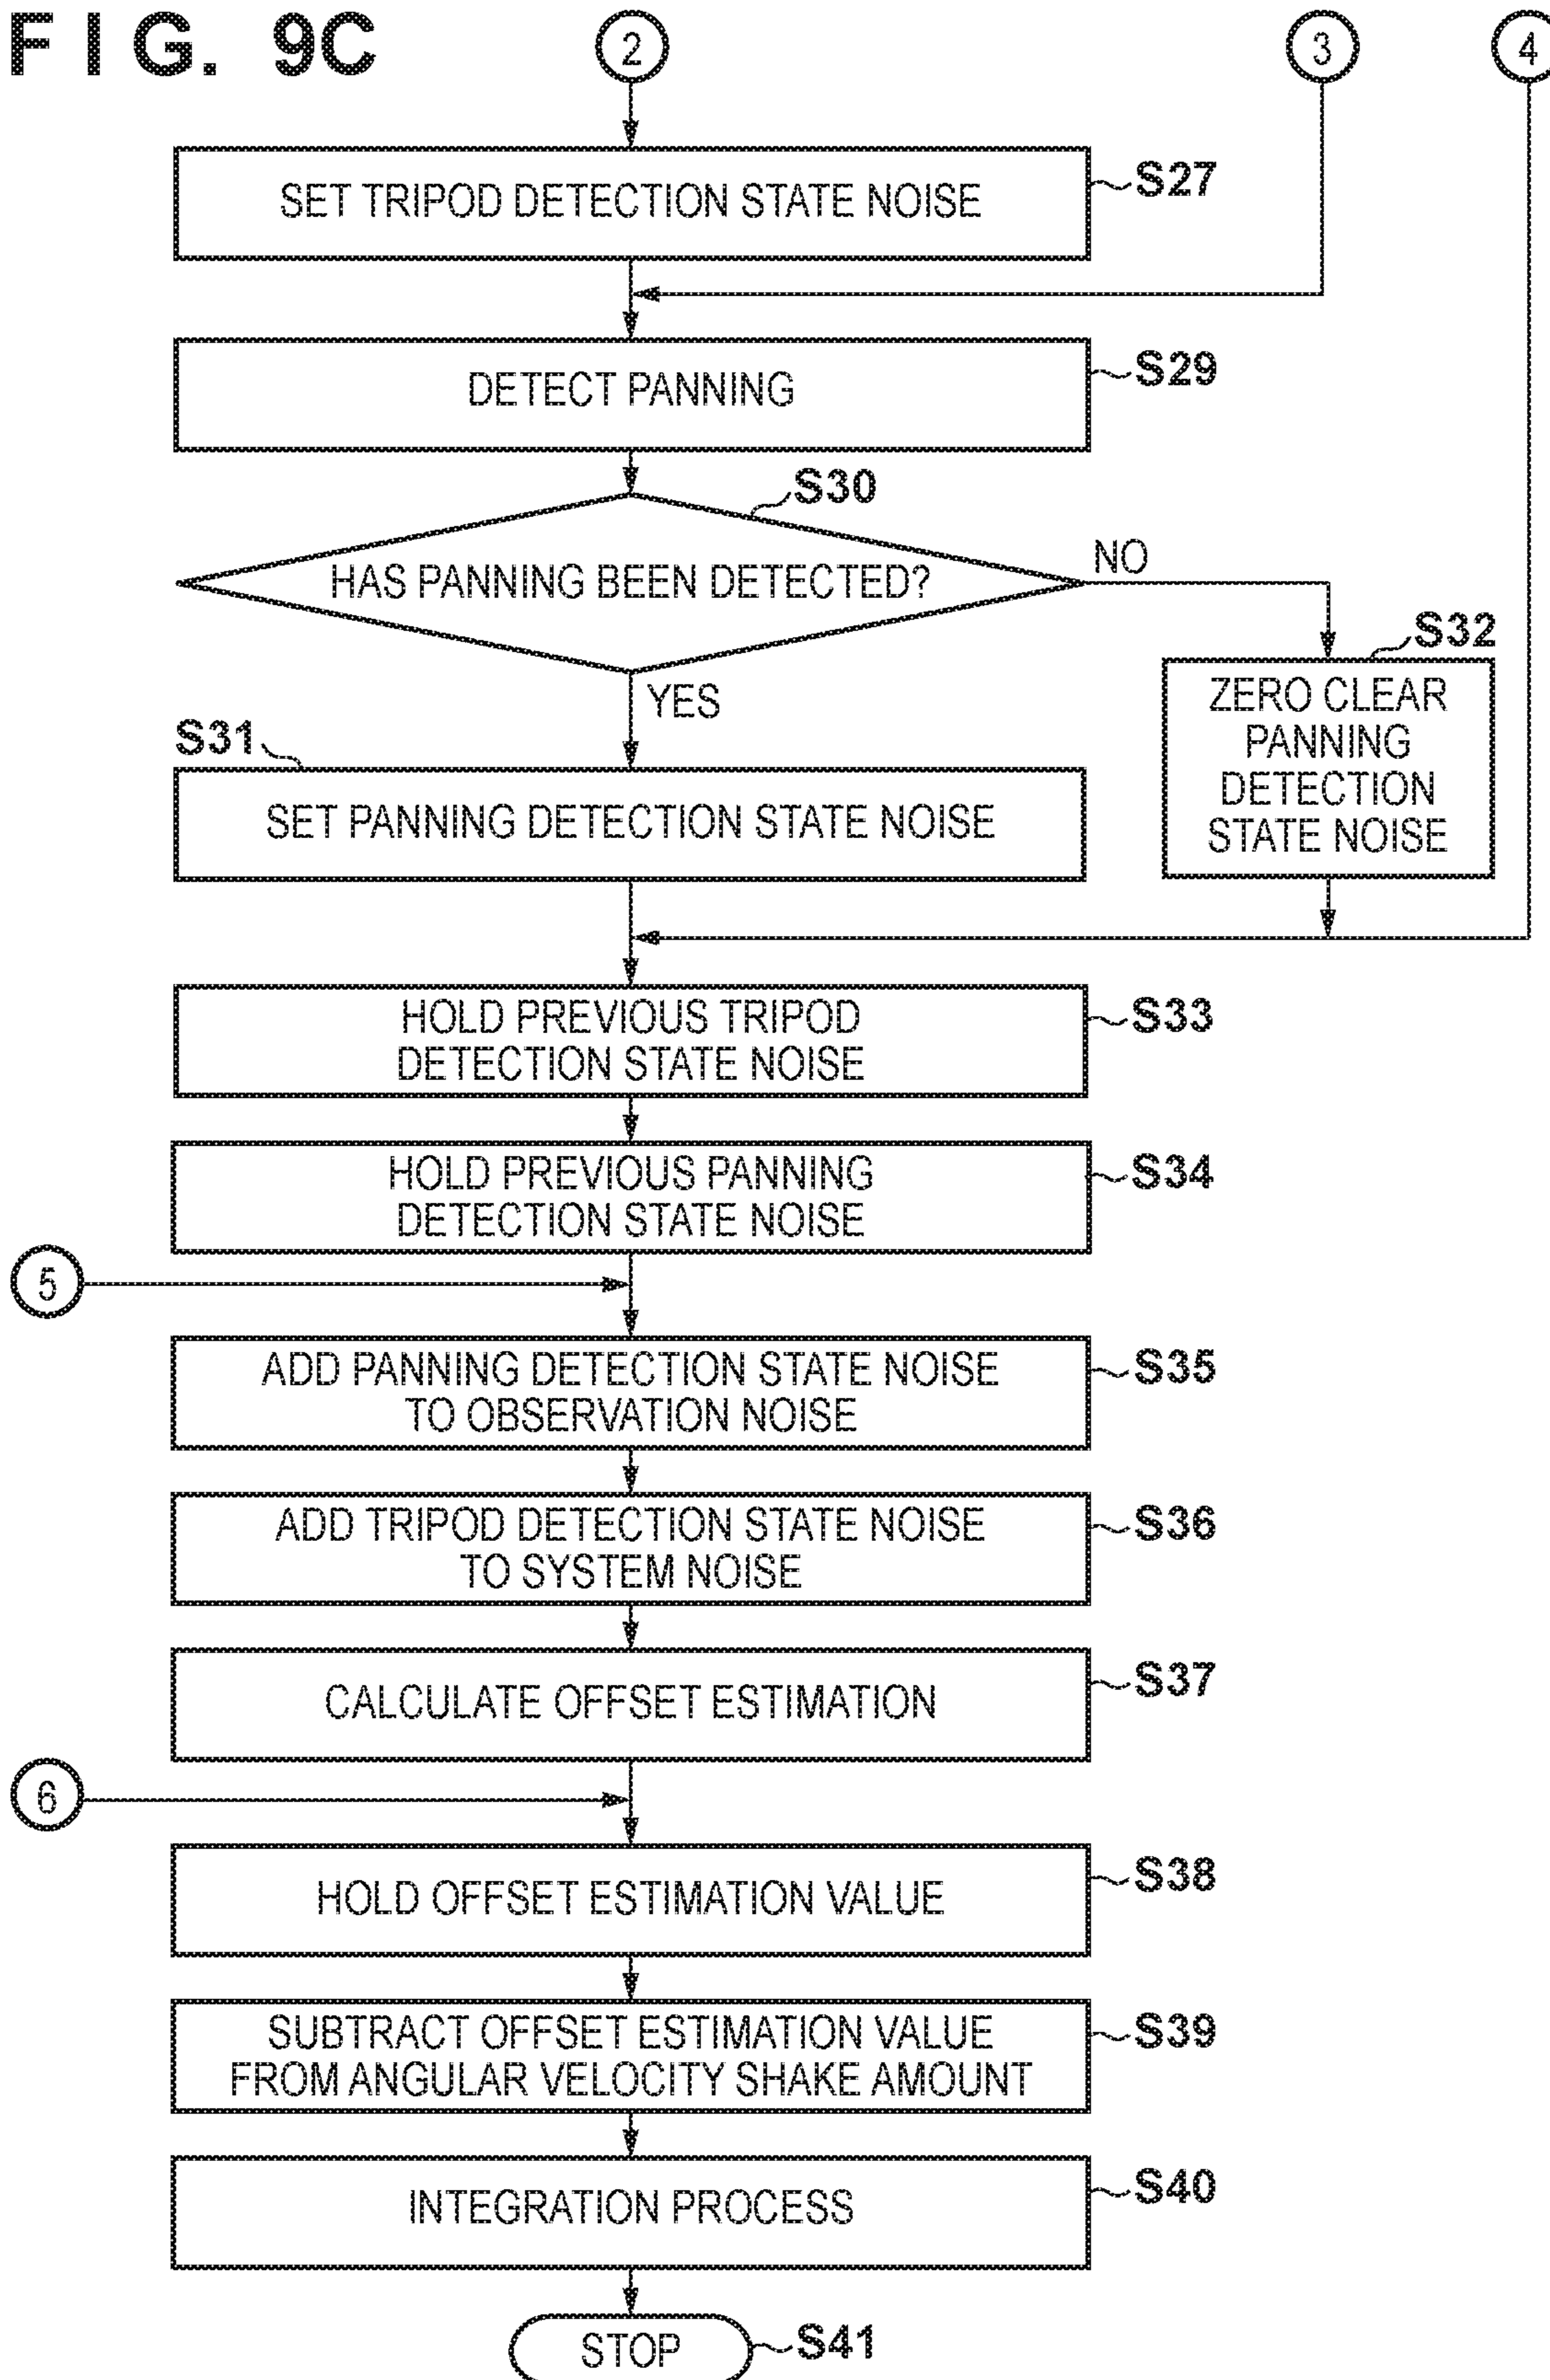 FIG. 9C
2
3
4
SET TRIPOD DETECTION STATE NOISE
S27
DETECT PANNING
S29
S30
HAS PANNING BEEN DETECTED?
NO
YES
S32
ZERO CLEAR
PANNING
DETECTION
STATE NOISE
S31
SET PANNING DETECTION STATE NOISE
HOLD PREVIOUS TRIPOD
DETECTION STATE NOISE
S33
HOLD PREVIOUS PANNING
DETECTION STATE NOISE
S34
5
ADD PANNING DETECTION STATE NOISE
TO OBSERVATION NOISE
S35
ADD TRIPOD DETECTION STATE NOISE
TO SYSTEM NOISE
S36
CALCULATE OFFSET ESTIMATION
S37
6
HOLD OFFSET ESTIMATION VALUE
S38
SUBTRACT OFFSET ESTIMATION VALUE
FROM ANGULAR VELOCITY SHAKE AMOUNT
S39
INTEGRATION PROCESS
S40
STOP
S41